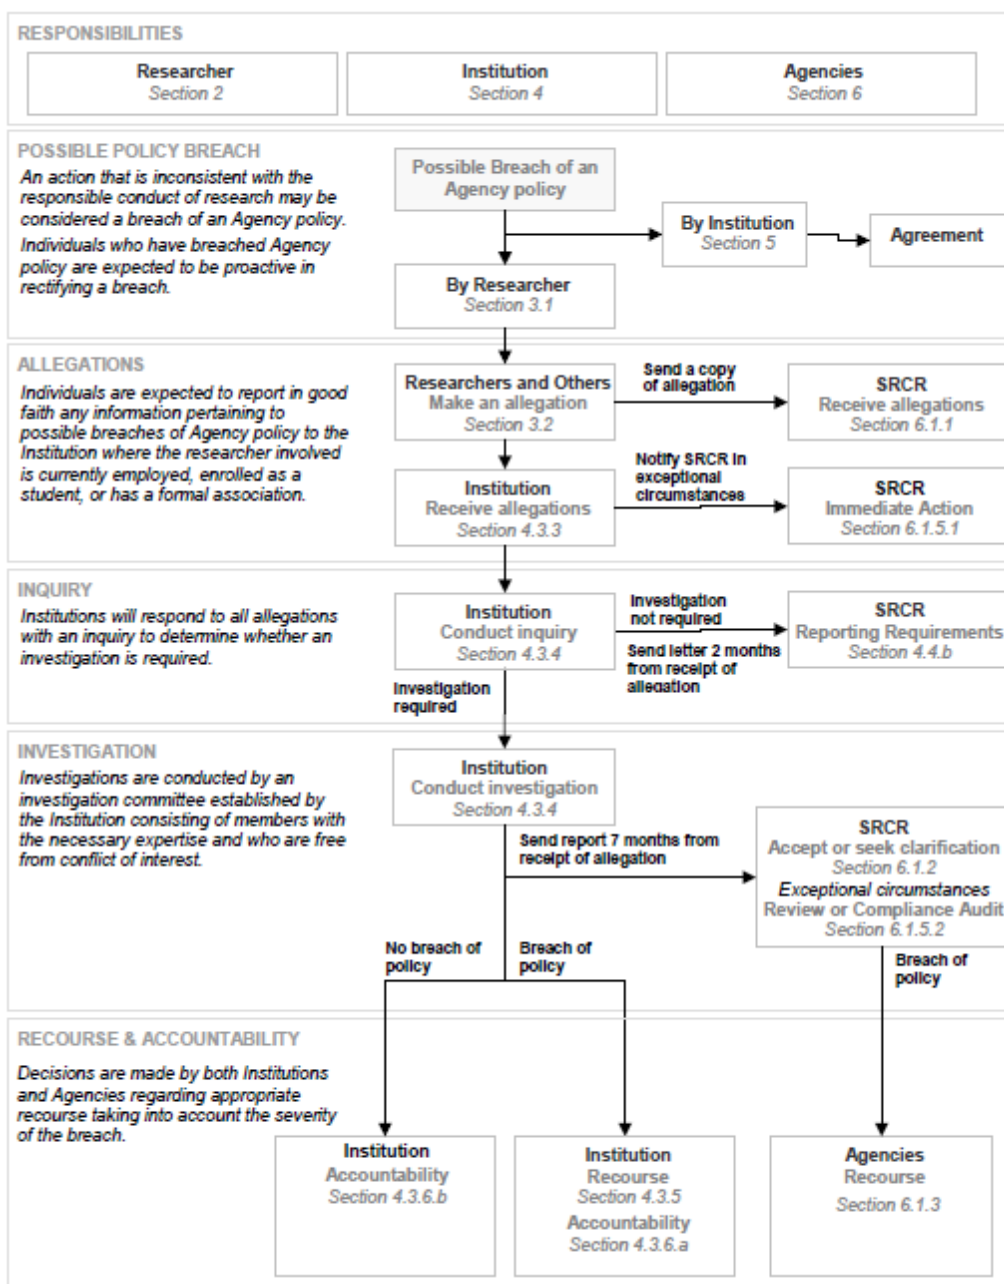 RESPONSIBILITIES
Researcher
Section 2
Institution
Section 4
Agencies
Section 6
POSSIBLE POLICY BREACH
An action that is inconsistent with the
responsible conduct of research may be
considered a breach of an Agency policy.
Individuals who have breached Agency
policy are expected to be proactive in
rectifying a breach.
Possible Breach of an
Agency policy
By Institution
Section 5
Agreement
By Researcher
Section 3.1
ALLEGATIONS
Individuals are expected to report in good
faith any information pertaining to
possible breaches of Agency policy to the
Institution where the researcher involved
is currently employed, enrolled as a
student, or has a formal association.
Researchers and Others
Make an allegation
Section 3.2
Send a copy
of allegation
SRCR
Receive allegations
Section 6.1.1
Institution
Receive allegations
Section 4.3.3
Notify SRCR in
exceptional
circumstances
SRCR
Immediate Action
Section 6.1.5.1
INQUIRY
Institutions will respond to all allegations
with an inquiry to determine whether an
investigation is required.
Institution
Conduct inquiry
Section 4.3.4
Investigation
not required
Send letter 2 months
from receipt of
allegation
SRCR
Reporting Requirements
Section 4.4.b
Investigation
required
INVESTIGATION
Investigations are conducted by an
investigation committee established by
the Institution consisting of members with
the necessary expertise and who are free
from conflict of interest.
Institution
Conduct investigation
Section 4.3.4
Send report 7 months from
receipt of allegation
SRCR
Accept or seek clarification
Section 6.1.2
Exceptional circumstances
Review or Compliance Audit
Section 6.1.5.2
No breach of
policy
Breach of
policy
Breach of
policy
RECOURSE & ACCOUNTABILITY
Decisions are made by both Institutions
and Agencies regarding appropriate
recourse taking into account the severity
of the breach.
Institution
Accountability
Section 4.3.6.b
Institution
Recourse
Section 4.3.5
Accountability
Section 4.3.6.a
Agencies
Recourse
Section 6.1.3